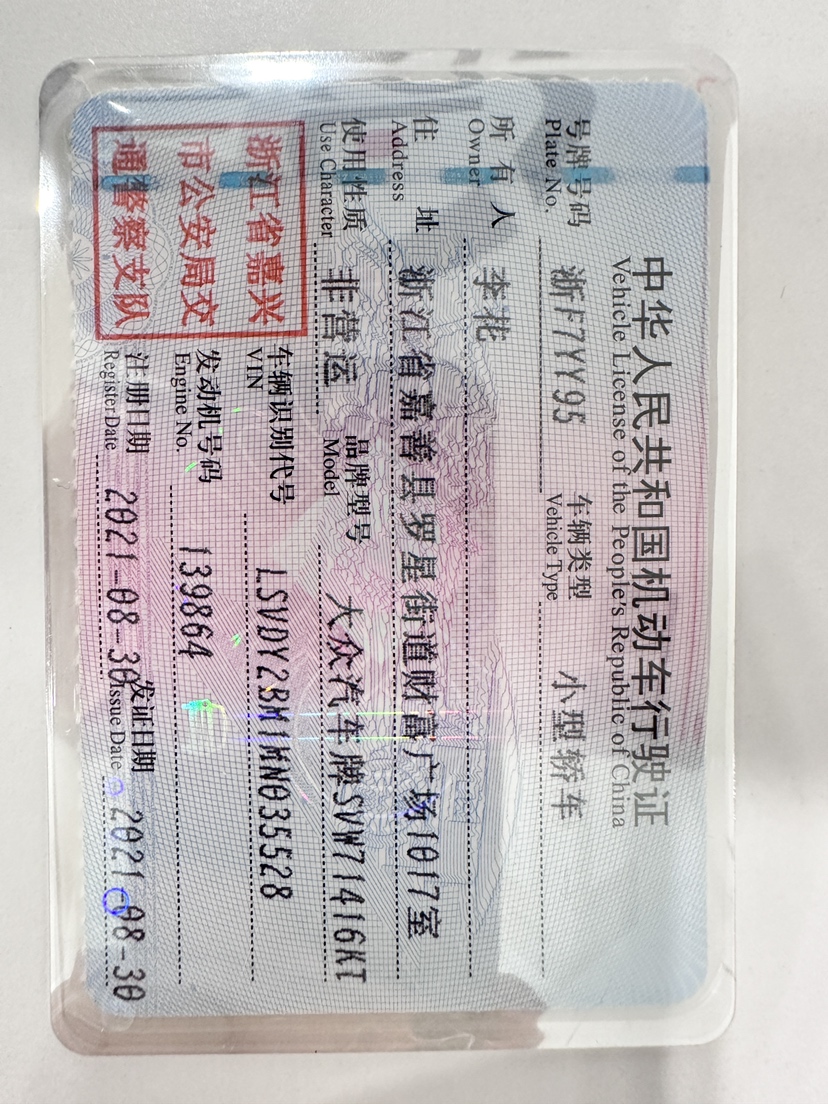 中华人民共和国机动车行驶证
Vehicle License of the People's Republic of China
号牌号码 浙F7YY95 车辆类型 小型轿车
Plate No. Vehicle Type
所有人 李花
Owner
住址 浙江省嘉善县罗星街道财富广场1017室
Address
使用性质 非营运 品牌型号 大众汽车牌SVW71416KT
Use Character Model
浙江省嘉兴
市公安局交
通警察支队
车辆识别代号 LSVDY2BM1MN035528
VIN
发动机号码 139864
Engine No.
注册日期 2021-08-30 发证日期 2021-08-30
Register Date Issue Date